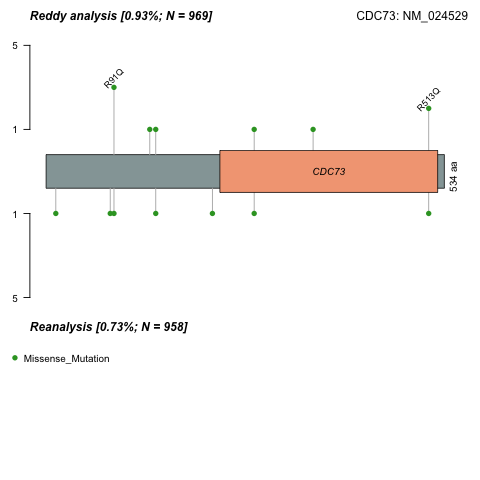 Reddy analysis [0.93%; N = 969]
CDC73: NM_024529
5
R91Q
R513Q
1
CDC73
534 aa
1
5
Reanalysis [0.73%; N = 958]
Missense_Mutation